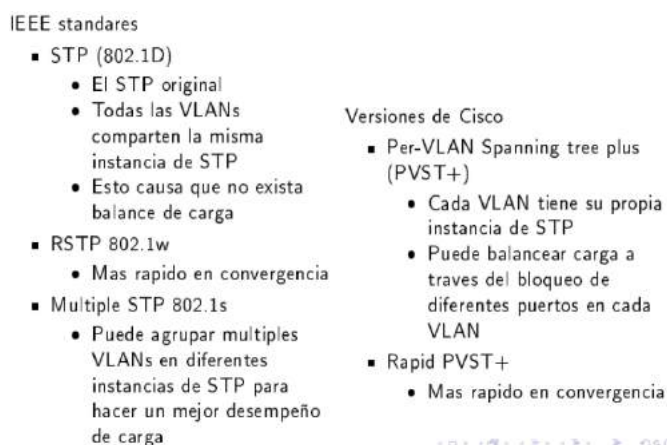 IEEE standares
▪ STP (802.1D)
• El STP original
• Todas las VLANs
comparten la misma
instancia de STP
• Esto causa que no exista
balance de carga
▪ RSTP 802.1w
• Mas rapido en convergencia
▪ Multiple STP 802.1s
• Puede agrupar multiples
VLANs en diferentes
instancias de STP para
hacer un mejor desempeño
de carga
Versiones de Cisco
▪ Per-VLAN Spanning tree plus
(PVST+)
• Cada VLAN tiene su propia
instancia de STP
• Puede balancear carga a
traves del bloqueo de
diferentes puertos en cada
VLAN
▪ Rapid PVST+
• Mas rapido en convergencia